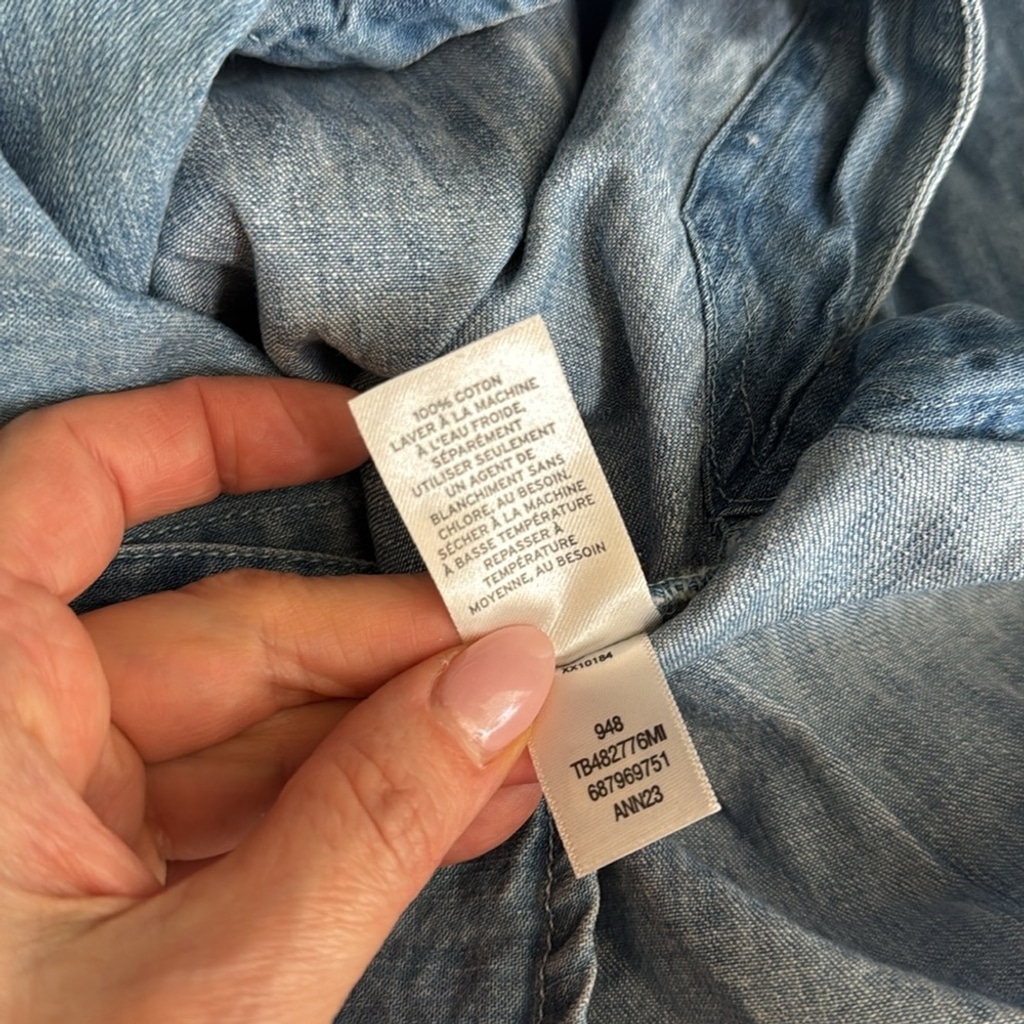 100% COTON
LAVER À LA MACHINE
À L'EAU FROIDE,
SÉPARÉMENT
UTILISER SEULEMENT
UN AGENT DE
BLANCHIMENT SANS
CHLORE, AU BESOIN.
SÉCHER À LA MACHINE
À BASSE TEMPÉRATURE
REPASSER À
TEMPÉRATURE
MOYENNE, AU BESOIN
XX10184
948
TB482776MI
687969751
ANN23